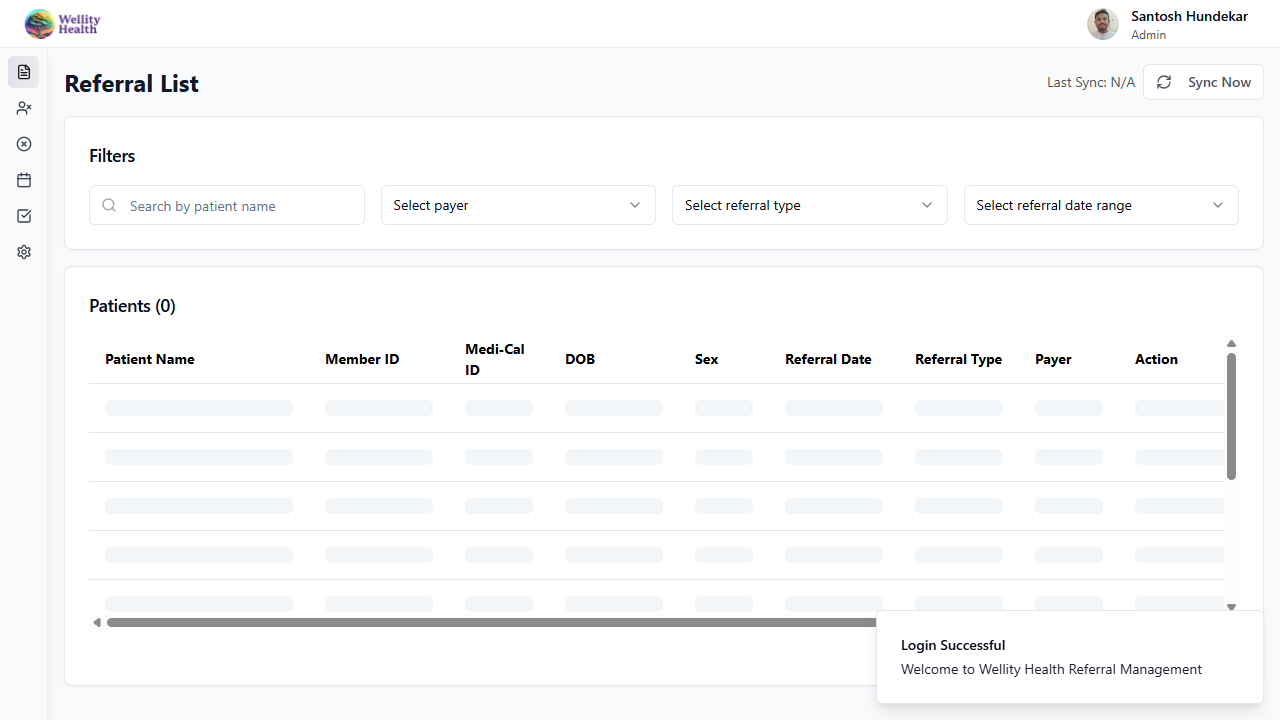 Wellity
Health
Santosh Hundekar
Admin
Referral List
Last Sync: N/A
Sync Now
Filters
Search by patient name
Select payer
Select referral type
Select referral date range
Patients (0)
Patient Name
Member ID
Medi-Cal
ID
DOB
Sex
Referral Date
Referral Type
Payer
Action
Login Successful
Welcome to Wellity Health Referral Management